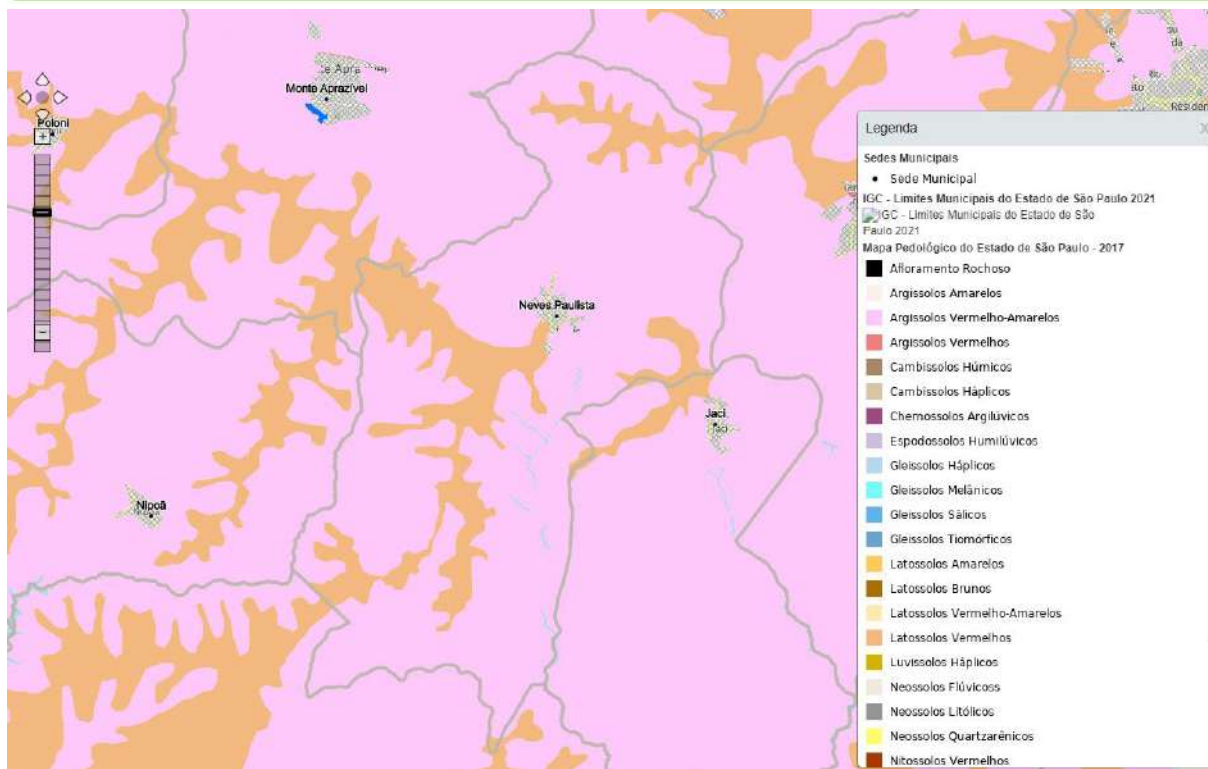 Monte Aprazível
Poloni
+
-
Neves Paulista
Jaci
Nipoã
Legenda
X
Sedes Municipais
Sede Municipal
IGC - Limites Municipais do Estado de São Paulo 2021
IGC - Limites Municipais do Estado de São
Paulo 2021
Mapa Pedológico do Estado de São Paulo - 2017
Afloramento Rochoso
Argissolos Amarelos
Argissolos Vermelho-Amarelos
Argissolos Vermelhos
Cambissolos Húmicos
Cambissolos Háplicos
Chernossolos Argilúvicos
Espodossolos Humilúvicos
Gleissolos Háplicos
Gleissolos Melânicos
Gleissolos Sálicos
Gleissolos Tiomórficos
Latossolos Amarelos
Latossolos Brunos
Latossolos Vermelho-Amarelos
Latossolos Vermelhos
Luvissolos Háplicos
Neossolos Flúvicoss
Neossolos Litólicos
Neossolos Quartzarênicos
Nitossolos Vermelhos